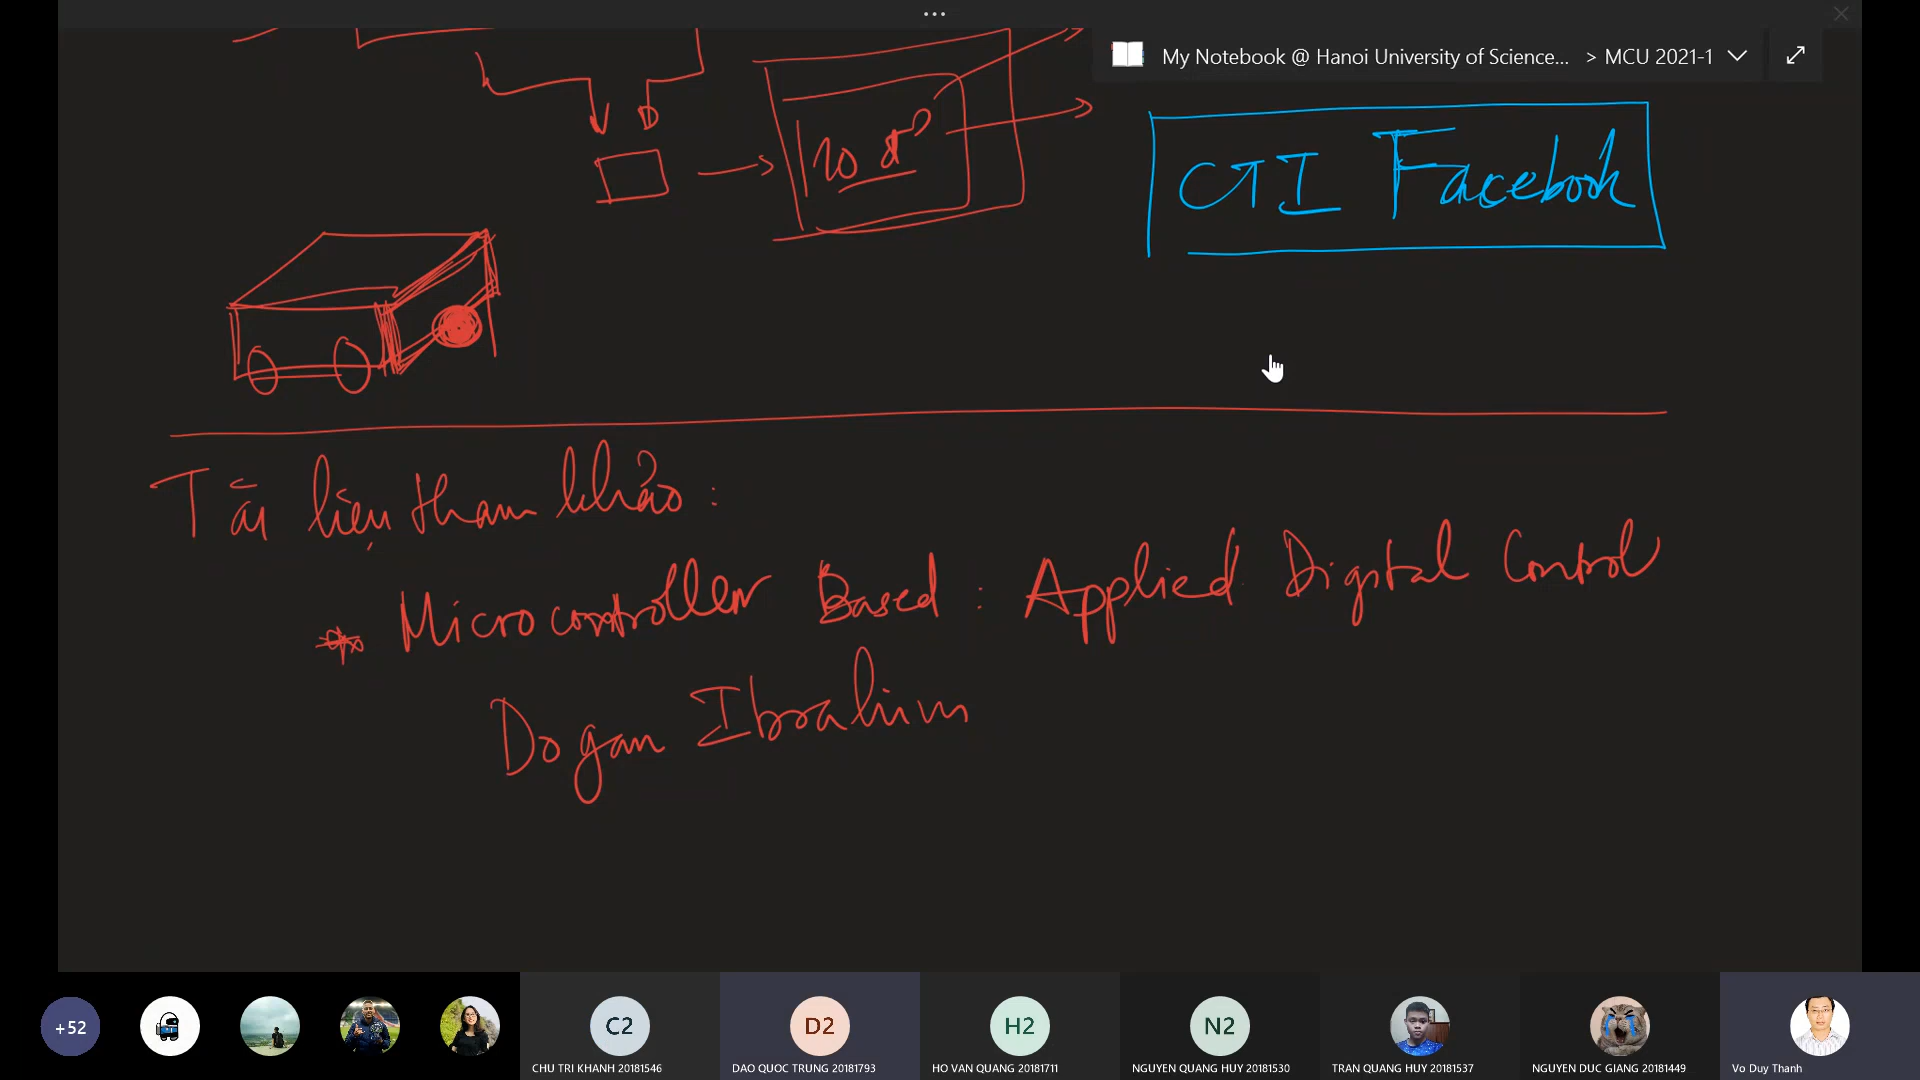 My Notebook @ Hanoi University of Science... > MCU 2021-1
CTI Facebook
Tài liệu tham khảo :
* Microcontroller Based : Applied Digital Control
Dogan Ibrahim
+52
C2
D2
H2
N2
CHU TRI KHANH 20181546
DAO QUOC TRUNG 20181793
HO VAN QUANG 20181711
NGUYEN QUANG HUY 20181530
TRAN QUANG HUY 20181537
NGUYEN DUC GIANG 20181449
Vo Duy Thanh